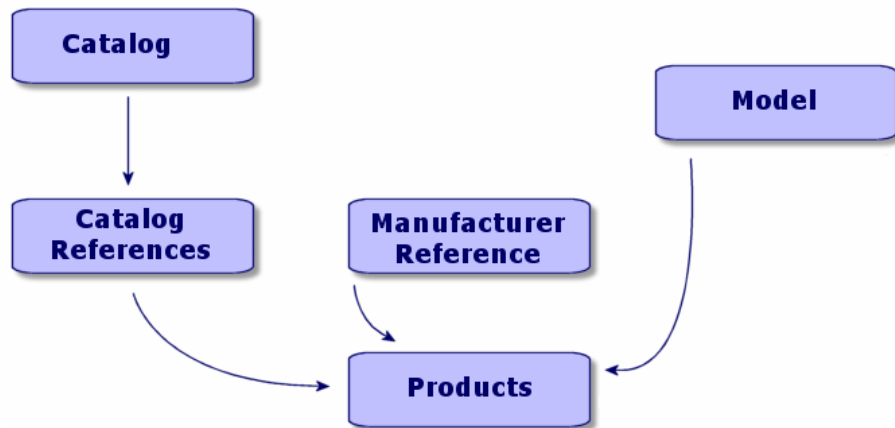 Catalog
Model
Catalog
References
Manufacturer
Reference
Products